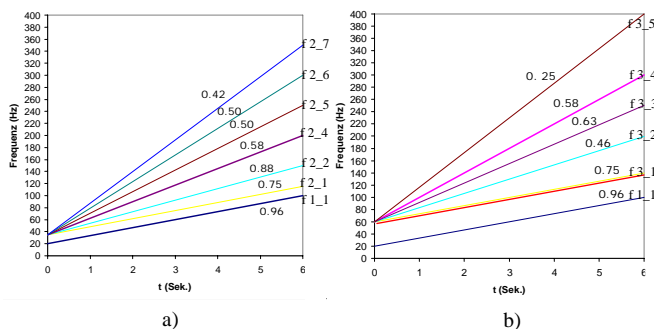 400
380
360
340
320
300
280
260
240
220
200
180
160
140
120
100
80
60
40
20
0
Frequenz (Hz)
0 1 2 3 4 5 6
t (Sek.)
f 2_7
f 2_6
f 2_5
f 2_4
f 2_2
f 2_1
f 1_1
0.42
0.50
0.50
0.58
0.88
0.75
0.96
a)
400
380
360
340
320
300
280
260
240
220
200
180
160
140
120
100
80
60
40
20
0
Frequenz (Hz)
0 1 2 3 4 5 6
t (Sek.)
f 3_5
f 3_4
f 3_3
f 3_2
f 3_1
f 1_1
0. 25
0.58
0.63
0.46
0.75
0.96
b)